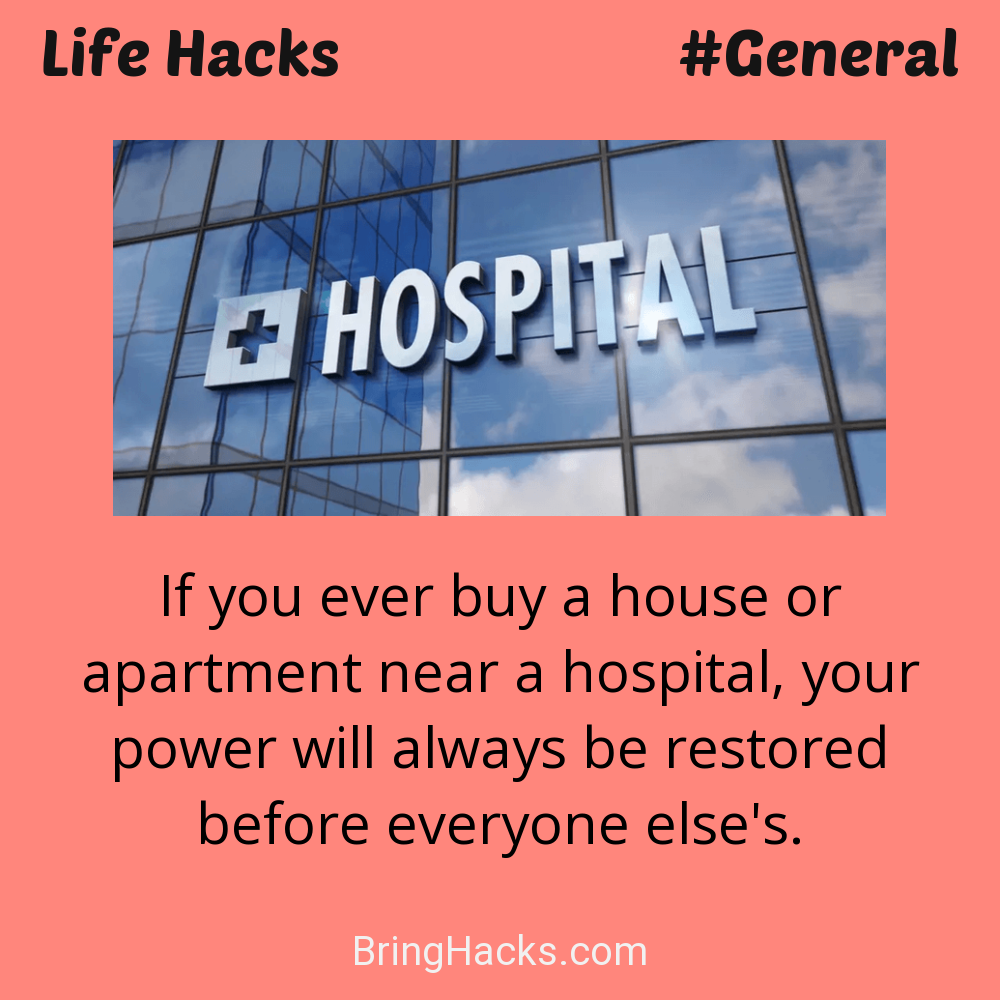 Life Hacks
#General
HOSPITAL
If you ever buy a house or
apartment near a hospital, your
power will always be restored
before everyone else's.
BringHacks.com